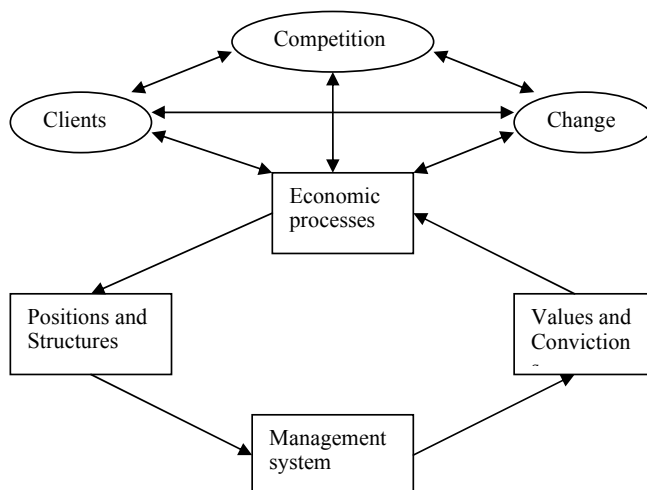 Competition
Clients
Change
Economic
processes
Positions and
Structures
Values and
Conviction
Management
system